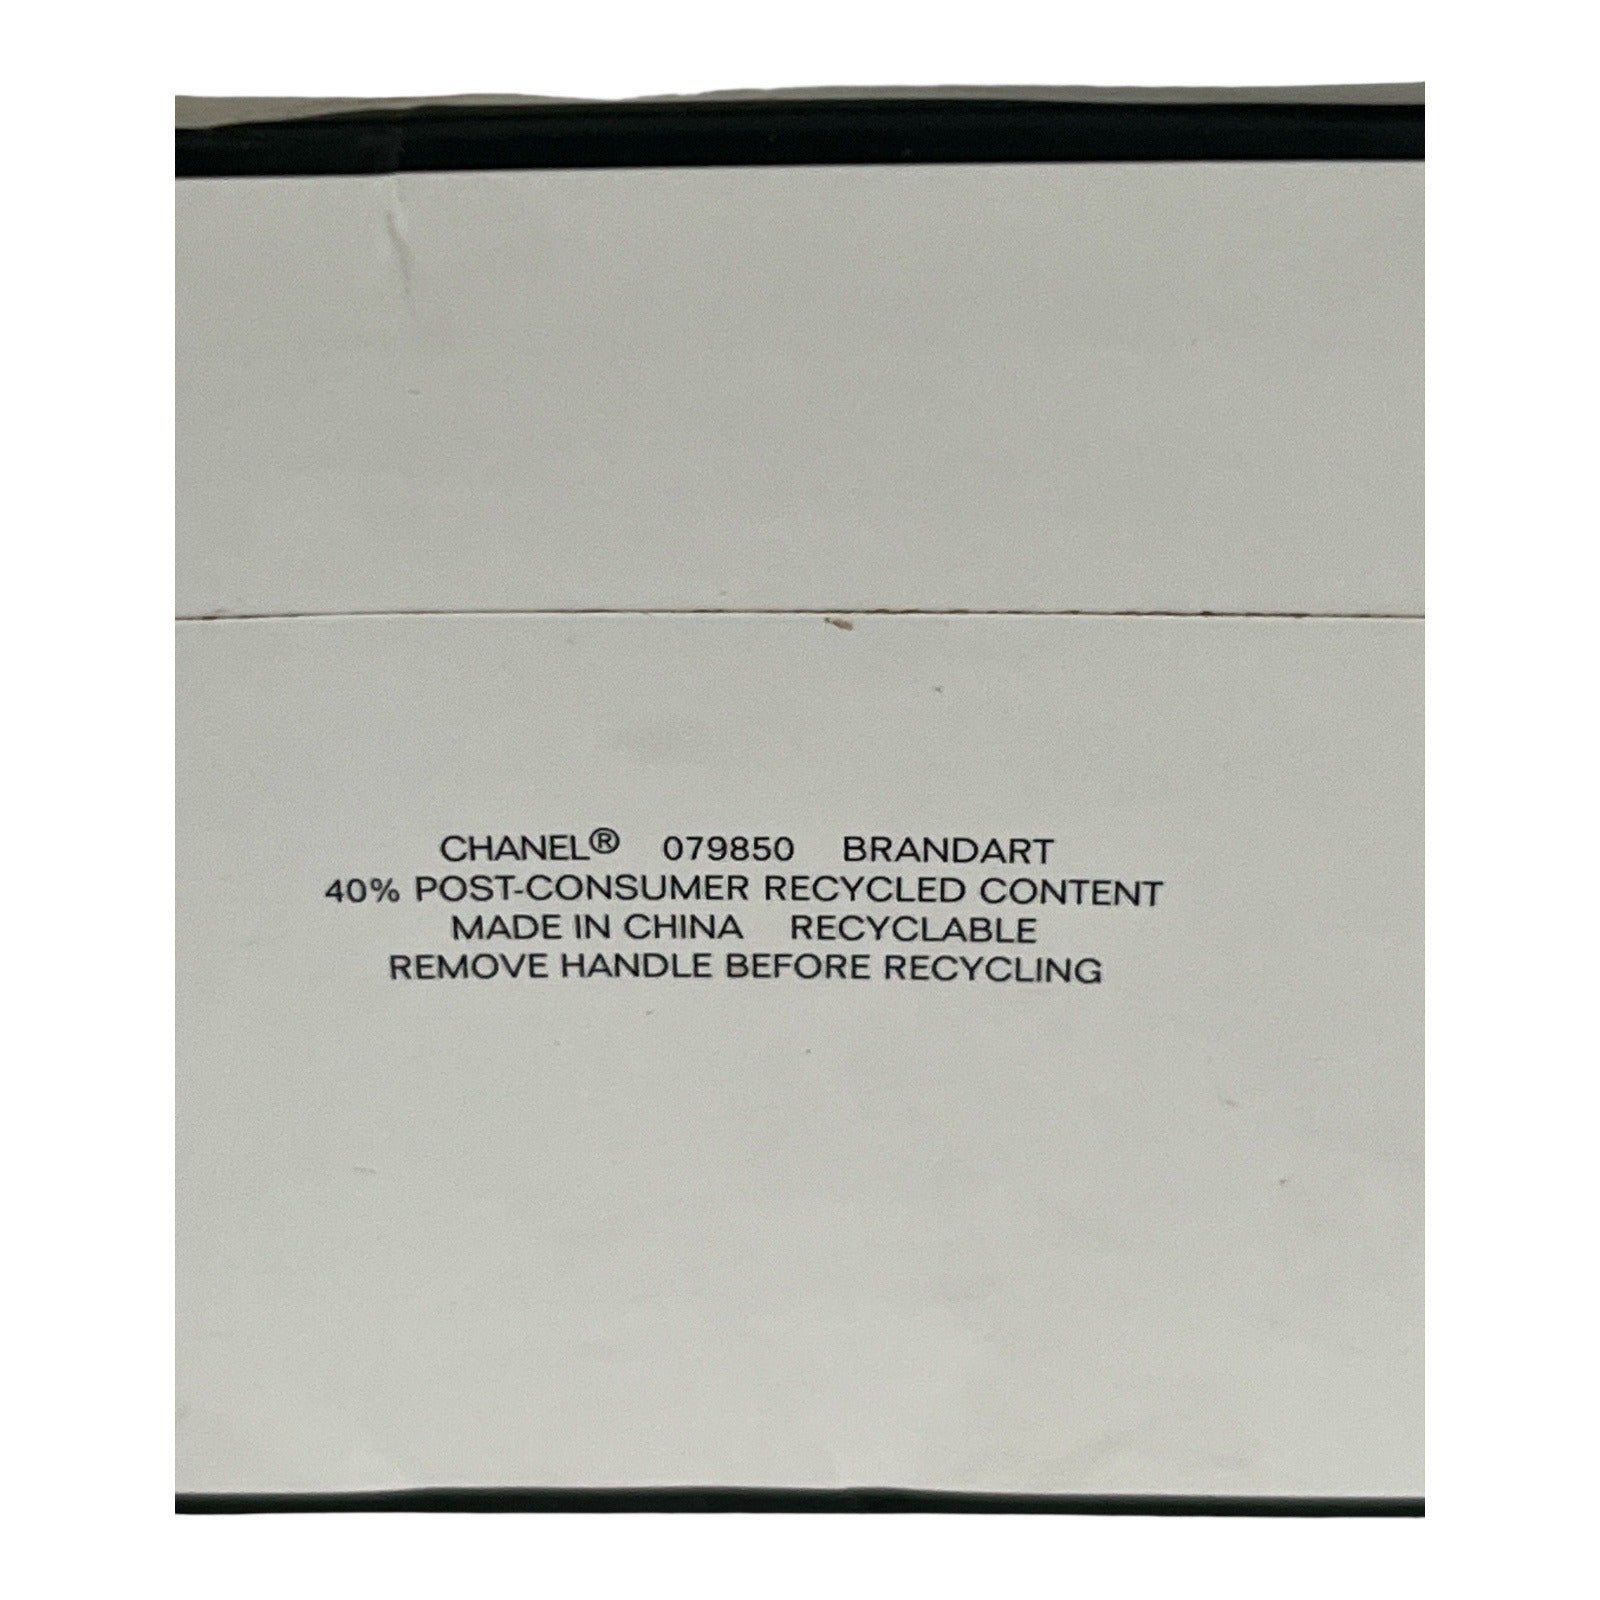 CHANEL® 079850 BRANDART
40% POST-CONSUMER RECYCLED CONTENT
MADE IN CHINA RECYCLABLE
REMOVE HANDLE BEFORE RECYCLING